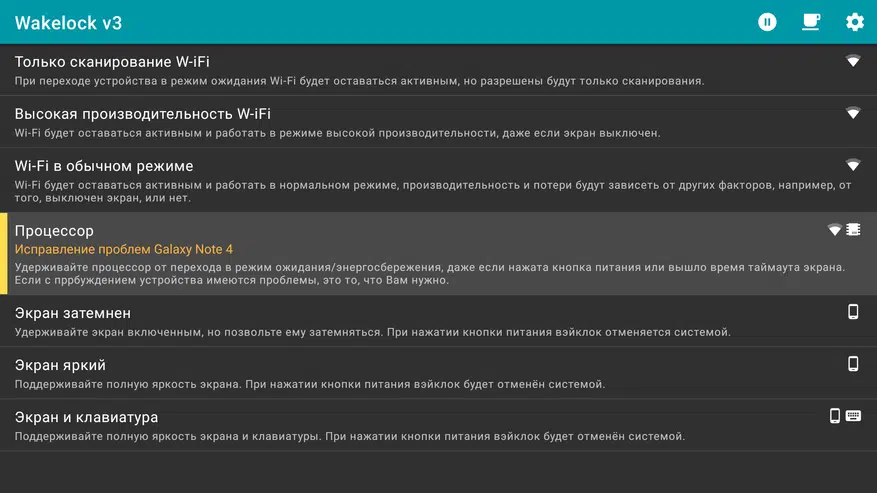 Wakelock v3
Только сканирование W-iFi
При переходе устройства в режим ожидания Wi-Fi будет оставаться активным, но разрешены будут только сканирования.
Высокая производительность W-iFi
Wi-Fi будет оставаться активным и работать в режиме высокой производительности, даже если экран выключен.
Wi-Fi в обычном режиме
Wi-Fi будет оставаться активным и работать в нормальном режиме, производительность и потери будут зависеть от других факторов, например, от
того, выключен экран, или нет.
Процессор
Исправление проблем Galaxy Note 4
Удерживайте процессор от перехода в режим ожидания/энергосбережения, даже если нажата кнопка питания или вышло время таймаута экрана.
Если с пррбуждением устройства имеются проблемы, это то, что Вам нужно.
Экран затемнен
Удерживайте экран включенным, но позвольте ему затемняться. При нажатии кнопки питания вэйклок отменяется системой.
Экран яркий
Поддерживайте полную яркость экрана. При нажатии кнопки питания вэйклок будет отменён системой.
Экран и клавиатура
Поддерживайте полную яркость экрана и клавиатуры. При нажатии кнопки питания вэйклок будет отменён системой.